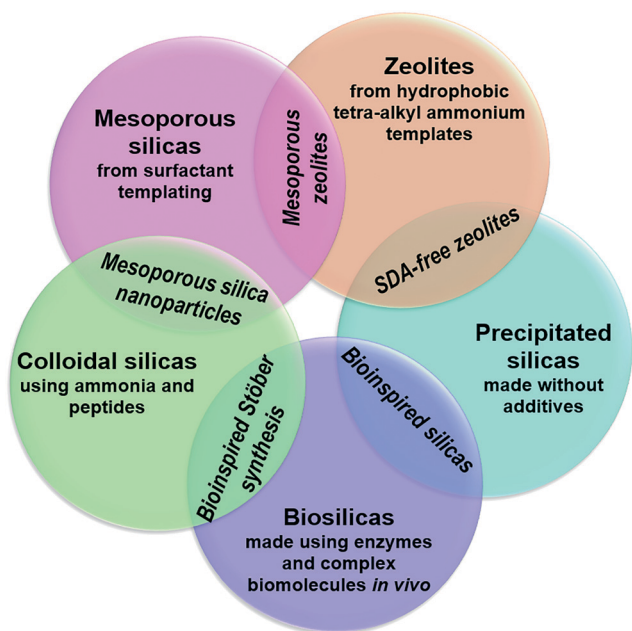 Zeolites
from hydrophobic
tetra-alkyl ammonium
templates
Mesoporous
silicas
from surfactant
templating
Mesoporous
zeolites
SDA-free zeolites
Mesoporous silica
nanoparticles
Precipitated
silicas
made without
additives
Colloidal silicas
using ammonia and
peptides
Bioinspired Stöber
synthesis
Bioinspired silicas
Biosilicas
made using enzymes
and complex
biomolecules in vivo